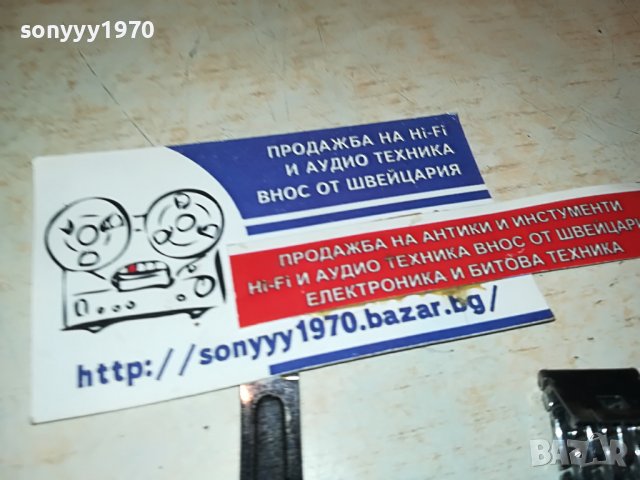 sonyyy1970
ПРОДАЖБА НА Hi-Fi
И АУДИО ТЕХНИКА
ВНОС ОТ ШВЕЙЦАРИЯ
ПРОДАЖБА НА АНТИКИ И ИНСТУМЕНТИ
Hi-Fi И АУДИО ТЕХНИКА ВНОС ОТ ШВЕЙЦАРИ
ЕЛЕКТРОНИКА И БИТОВА ТЕХНИКА
http://sonyyy1970.bazar.bg/
BAZAR